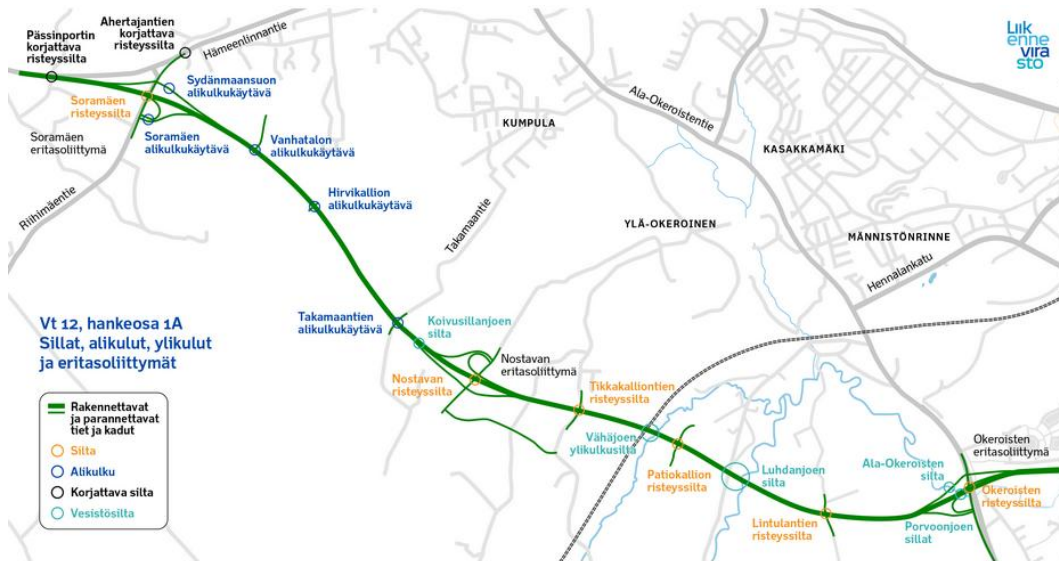 Ahertajantien
korjattava
risteyssilta
Pässinportin
korjattava
risteyssilta
Hämeenlinnantie
Liik
enne
vira
sto
Sydänmaansuon
alikulkukäytävä
Soramäen
risteyssilta
Soramäen
eritasoliittymä
Soramäen
alikulkukäytävä
Vanhatalon
alikulkukäytävä
KUMPULA
Ala-Okeroistentie
KASAKKAMÄKI
Riihimäentie
Hirvikallion
alikulkukäytävä
Takamaantie
YLÄ-OKEROINEN
MÄNNISTÖNRINNE
Hennalankatu
Vt 12, hankeosa 1A
Sillat, alikulut, ylikulut
ja eritasoliittymät
Takamaantien
alikulkukäytävä
Koivusillanjoen
silta
Nostavan
eritasoliittymä
Nostavan
risteyssilta
Tikkakalliontien
risteyssilta
Vähäjoen
ylikulkusilta
Patiokallion
risteyssilta
Luhdanjoen
silta
Lintulantien
risteyssilta
Ala-Okeroisten
silta
Okeroisten
eritasoliittymä
Okeroisten
risteyssilta
Porvoonjoen
sillat
Rakennettavat
ja parannettavat
tiet ja kadut
Silta
Alikulku
Korjattava silta
Vesistösilta